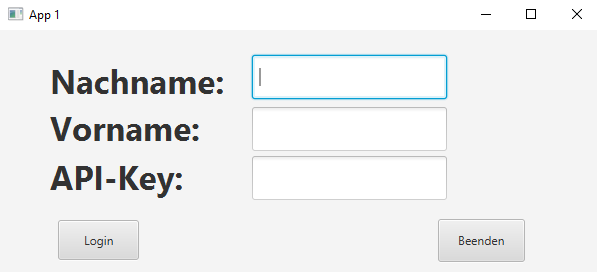 App 1
Nachname:
Vorname:
API-Key:
Login Beenden